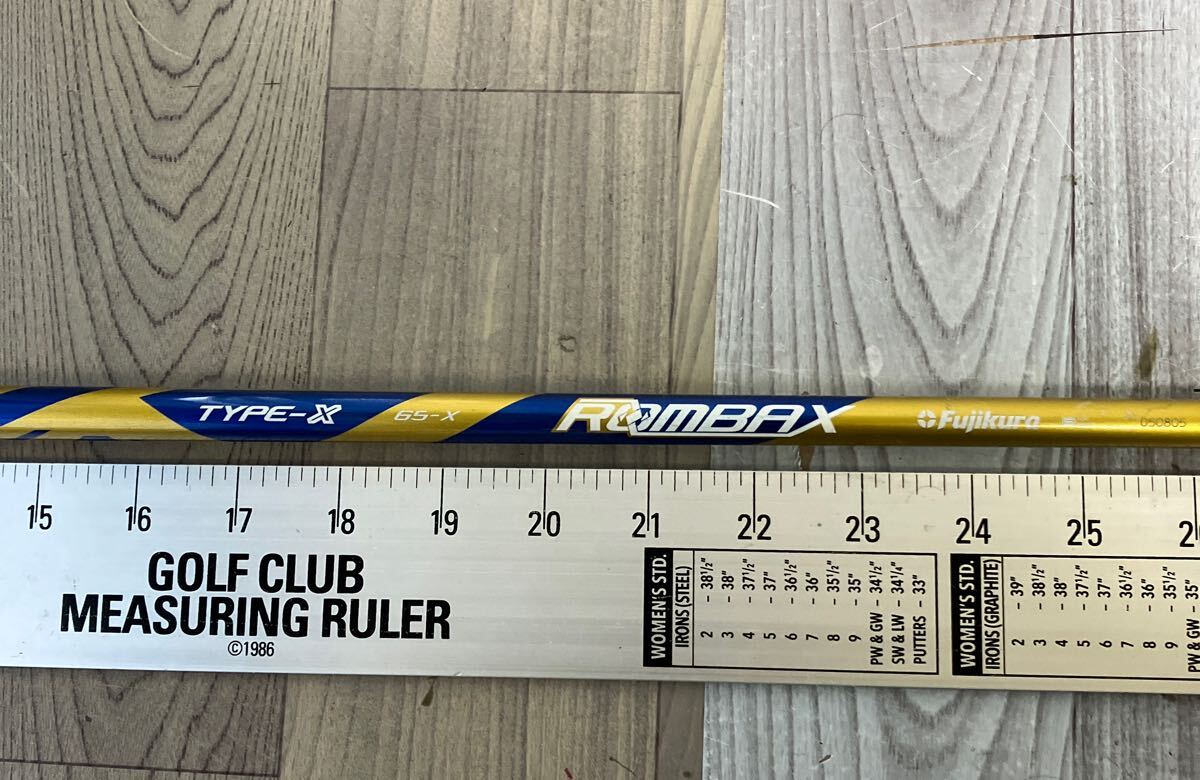 TYPE-X 65-X ROMBAX Fujikura 050805
15 16 17 18 19 20 21 22 23 24 25
GOLF CLUB
MEASURING RULER
©1986
WOMEN'S STD.
IRONS (STEEL)
2 - 38½"
3 - 38"
4 - 37½"
5 - 37"
6 - 36½"
7 - 36"
8 - 35½"
9 - 35"
PW & GW - 34½"
SW & LW - 34¼"
PUTTERS - 33"
WOMEN'S STD.
IRONS (GRAPHITE)
2 - 39"
3 - 38½"
4 - 38"
5 - 37½"
6 - 37"
7 - 36½"
8 - 36"
9 - 35½"
PW & GW - 35"